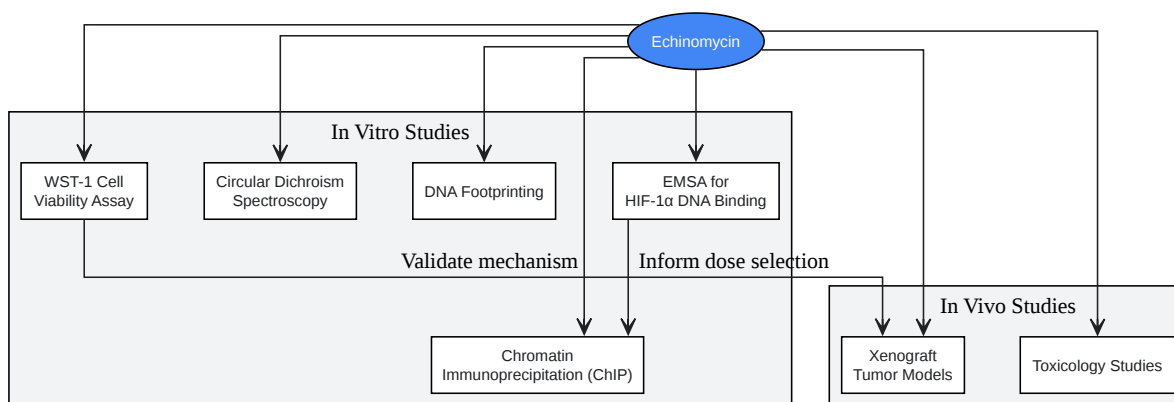 Echinomycin
In Vitro Studies
WST-1 Cell
Viability Assay
Circular Dichroism
Spectroscopy
DNA Footprinting
EMSA for
HIF-1α DNA Binding
Validate mechanism
Inform dose selection
In Vivo Studies
Chromatin
Immunoprecipitation (ChIP)
Xenograft
Tumor Models
Toxicology Studies